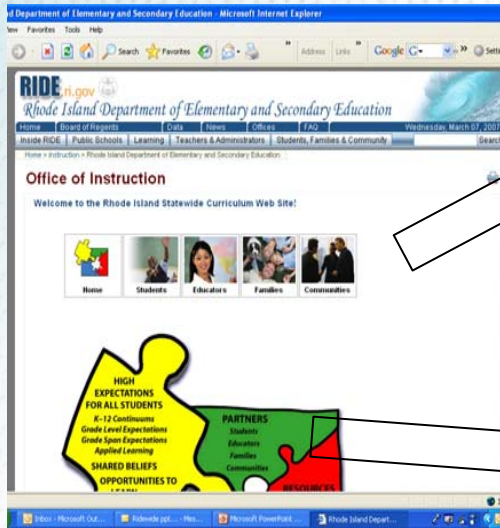 d Department of Elementary and Secondary Education - Microsoft Internet Explorer
iew Favorites Tools Help
Search Favorites Address Links Google G Setti
RIDE.ri.gov
Rhode Island Department of Elementary and Secondary Education
Home Board of Regents Data News Offices FAQ Wednesday, March 07, 2007
Inside RIDE Public Schools Learning Teachers & Administrators Students, Families & Community Search
Home > Instruction > Rhode Island Department of Elementary and Secondary Education
Office of Instruction
Welcome to the Rhode Island Statewide Curriculum Web Site!
Home Students Educators Families Communities
HIGH
EXPECTATIONS
FOR ALL STUDENTS
K-12 Continuums
Grade Level Expectations
Grade Span Expectations
Applied Learning
SHARED BELIEFS
OPPORTUNITIES TO
LEARN
PARTNERS
Students
Educators
Families
Communities
RESOURCES
Inbox - Microsoft Out... Ridewide ppt... - Mes... Microsoft PowerPoint ... Rhode Island Depart...